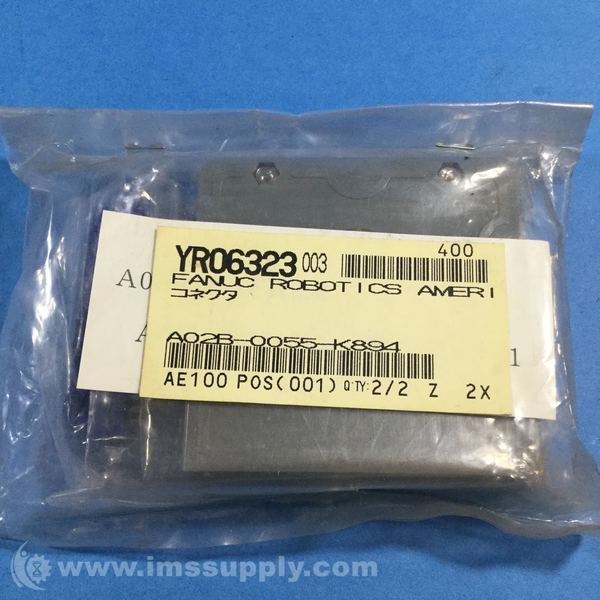 400
YR06323 003
FANUC ROBOTICS AMERI
コネクタ
A0
A02B-0055-K894
A
1
AE100 POS(001) Q'TY:2/2 Z 2X
www.imssupply.com